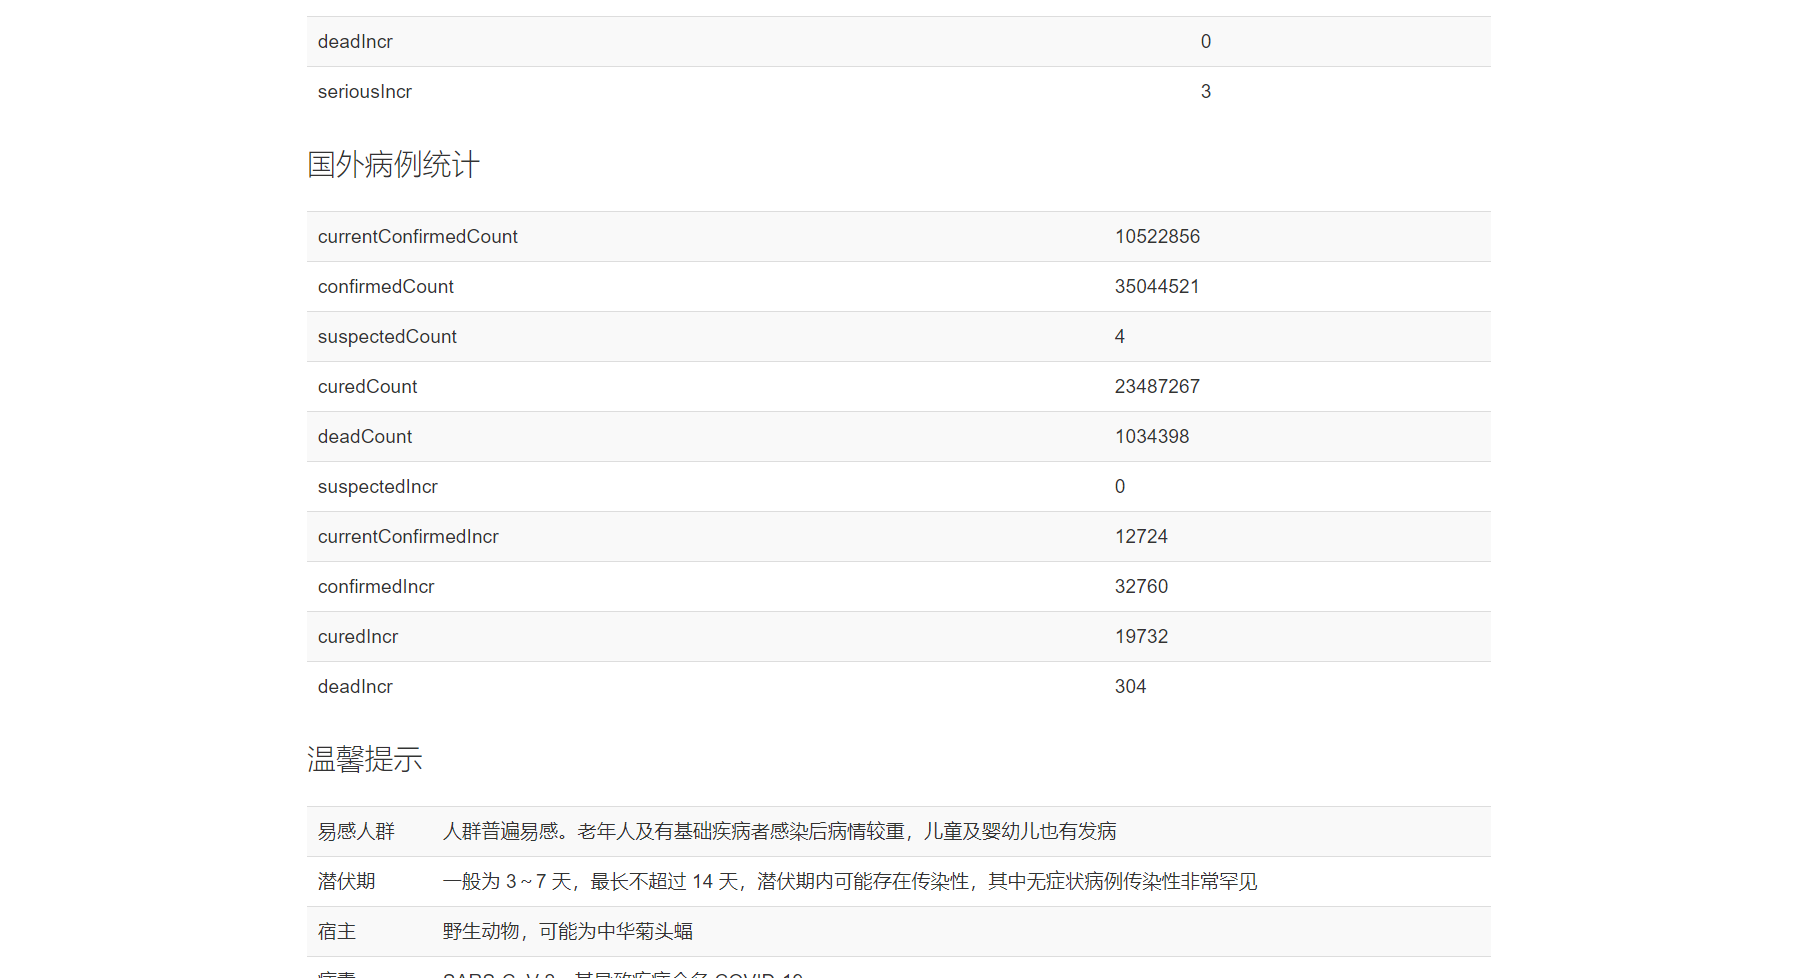 deadIncr 0
seriousIncr 3
国外病例统计
currentConfirmedCount 10522856
confirmedCount 35044521
suspectedCount 4
curedCount 23487267
deadCount 1034398
suspectedIncr 0
currentConfirmedIncr 12724
confirmedIncr 32760
curedIncr 19732
deadIncr 304
温馨提示
易感人群 人群普遍易感。老年人及有基础疾病者感染后病情较重，儿童及婴幼儿也有发病
潜伏期 一般为 3～7 天，最长不超过 14 天，潜伏期内可能存在传染性，其中无症状病例传染性非常罕见
宿主 野生动物，可能为中华菊头蝠